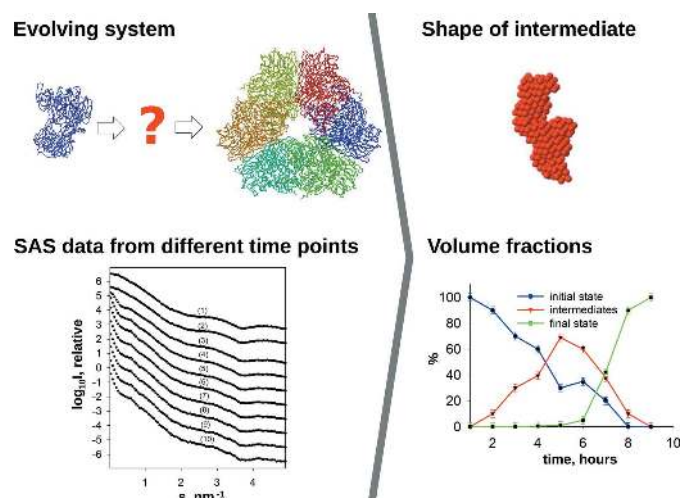 Evolving system
?
Shape of intermediate
SAS data from different time points
log10I, relative
6
5
4
3
2
1
0
-1
-2
-3
-4
-5
-6
(1)
(2)
(3)
(4)
(5)
(6)
(7)
(8)
(9)
(10)
1 2 3 4
s, nm-1
Volume fractions
initial state
intermediates
final state
%
100
80
60
40
20
0
2 4 6 8 10
time, hours